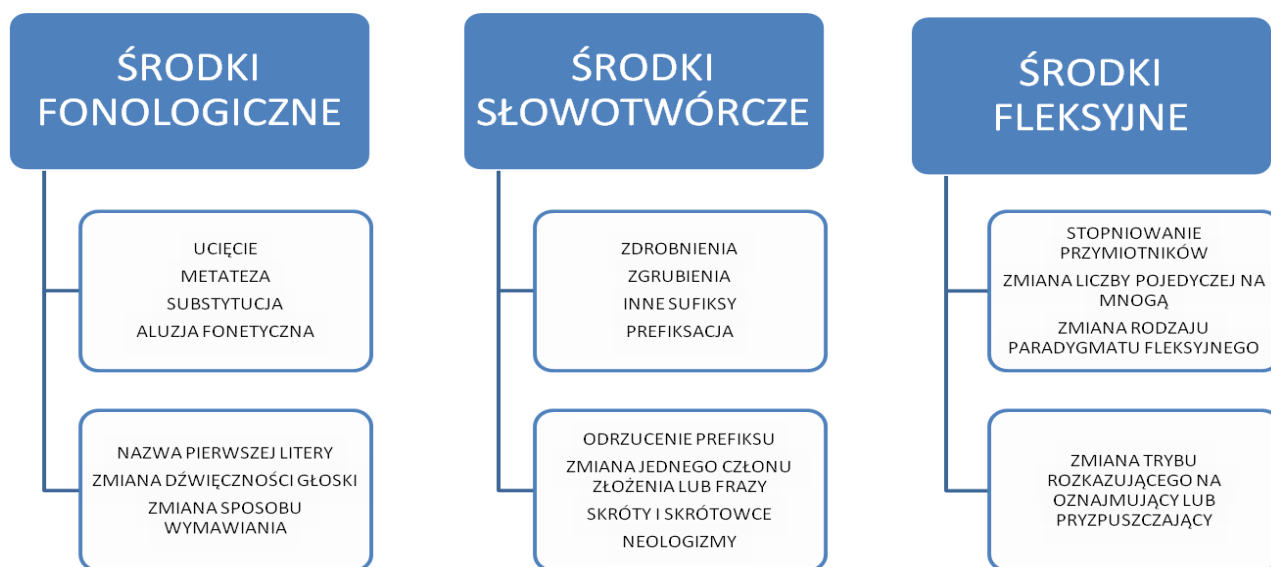 ŚRODKI
FONOLOGICZNE
UCIĘCIE
METATEZA
SUBSTYTUCJA
ALUZJA FONETYCZNA
NAZWA PIERWSZEJ LITERY
ZMIANA DŹWIĘCZNOŚCI GŁOSKI
ZMIANA SPOSOBU
WYMAWIANIA
ŚRODKI
SŁOWOTWÓRCZE
ZDROBNIENIA
ZGRUBIENIA
INNE SUFIKSY
PREFIKSACJA
ODRZUCENIE PREFIKSU
ZMIANA JEDNEGO CZŁONU
ZŁOŻENIA LUB FRAZY
SKRÓTY I SKRÓTOWCE
NEOLOGIZMY
ŚRODKI
FLEKSYJNE
STOPNIOWANIE
PRZYMIOTNIKÓW
ZMIANA LICZBY POJEDYCZEJ NA
MNOGĄ
ZMIANA RODZAJU
PARADYGMATU FLEKSYJNEGO
ZMIANA TRYBU
ROZKAZUJĄCEGO NA
OZNAJMUJĄCY LUB
PRYZPUSZCZAJĄCY